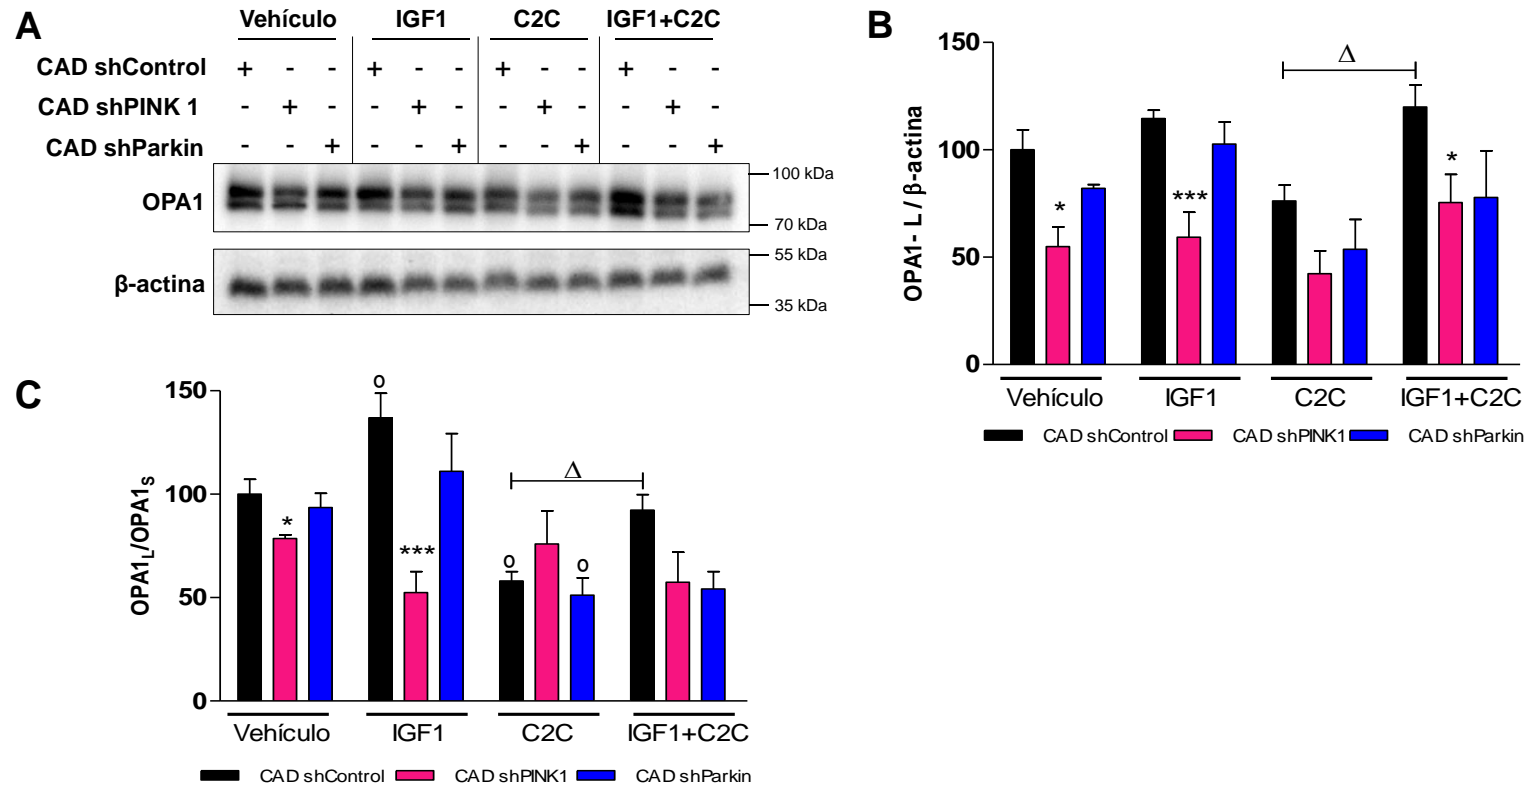 A
Vehículo IGF1 C2C IGF1+C2C
CAD shControl + - - + - - + - - + - -
CAD shPINK 1 - + - - + - - + - - + -
CAD shParkin - - + - - + - - + - - +
OPA1
100 kDa
70 kDa
β-actina
55 kDa
35 kDa
B
OPA1- L / β-actina
150
100
50
0
Δ
*
***
*
Vehículo IGF1 C2C IGF1+C2C
CAD shControl CAD shPINK1 CAD shParkin
C
OPA1L/OPA1S
150
100
50
0
o
Δ
*
***
o
o
Vehículo IGF1 C2C IGF1+C2C
CAD shControl CAD shPINK1 CAD shParkin